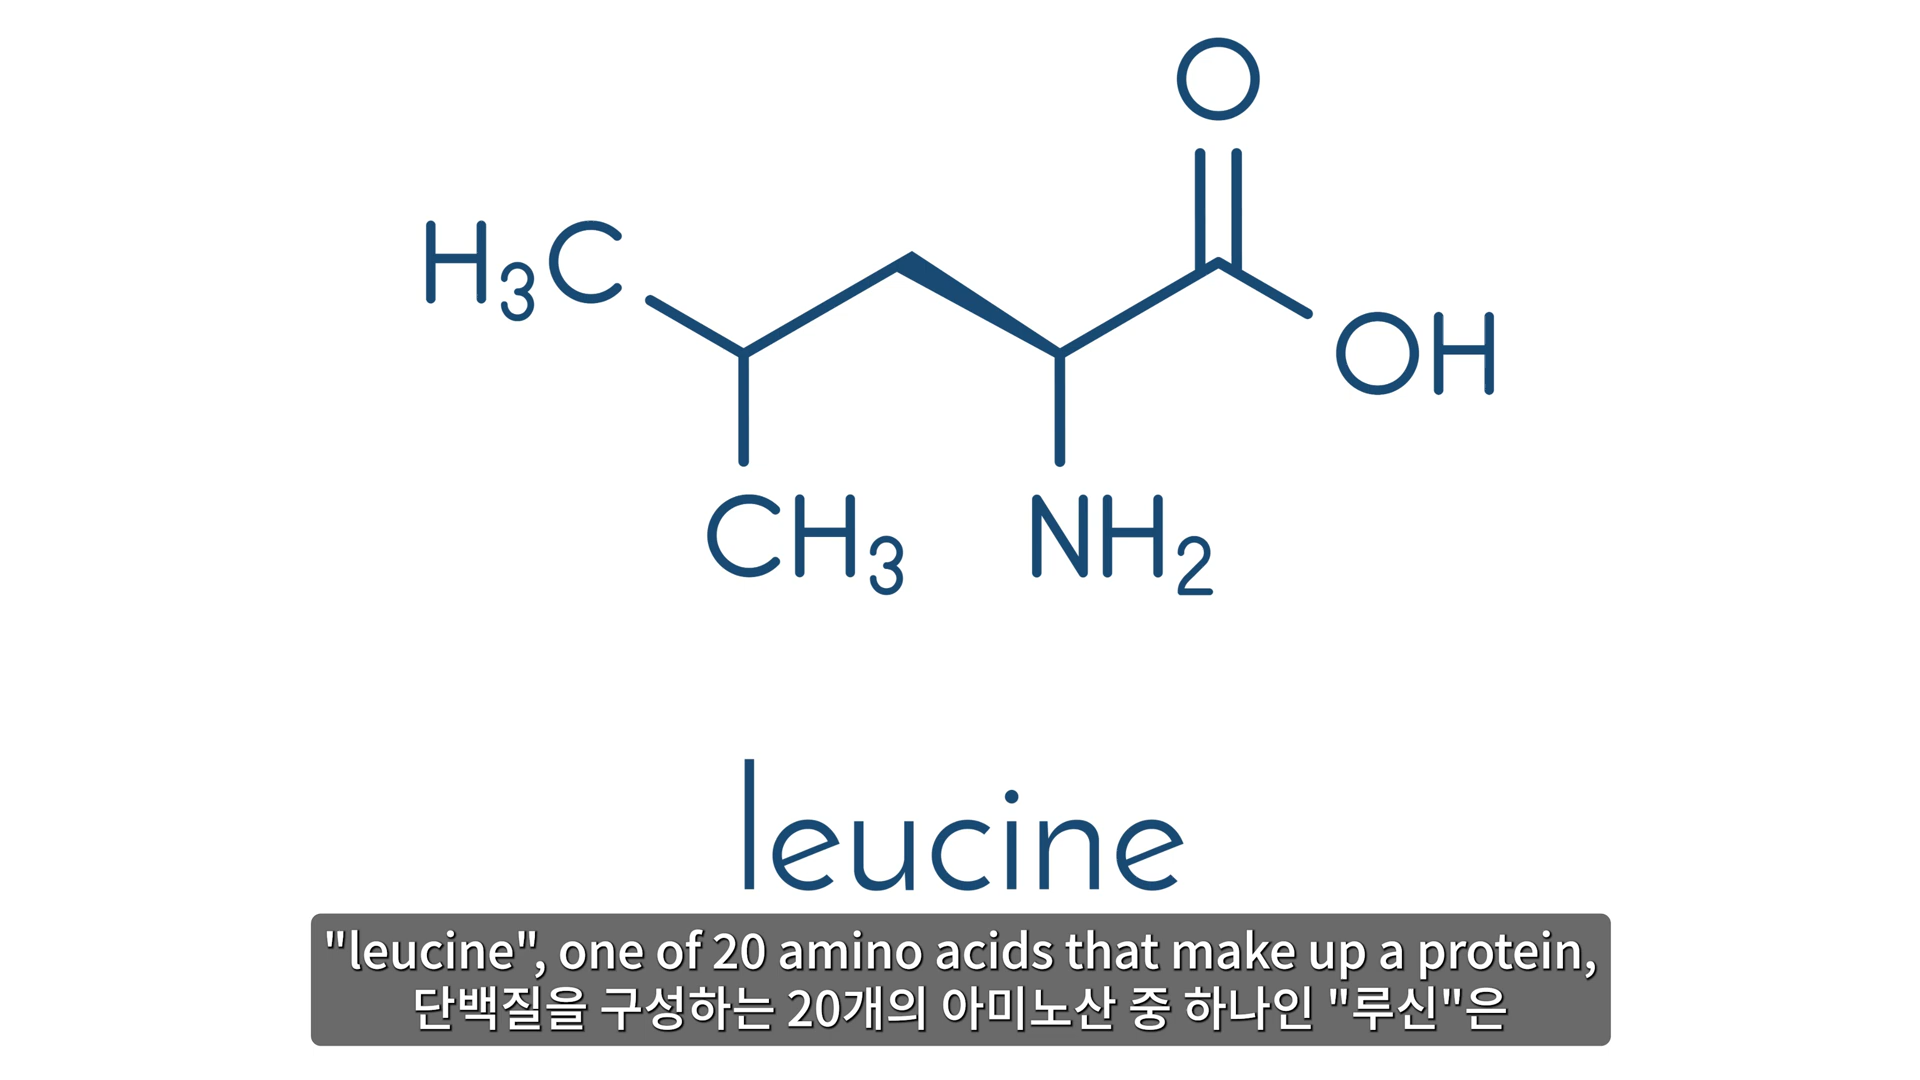 O
H3C
OH
CH3 NH2
leucine
"leucine", one of 20 amino acids that make up a protein,
단백질을 구성하는 20개의 아미노산 중 하나인 "루신"은